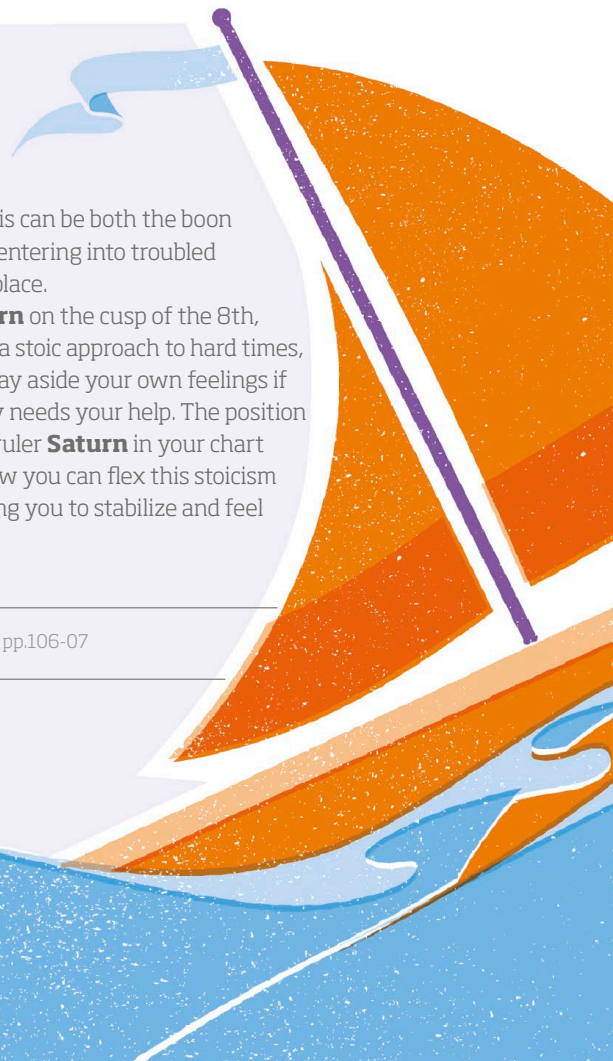 is can be both the boon
entering into troubled
place.
rn on the cusp of the 8th,
a stoic approach to hard times,
ay aside your own feelings if
y needs your help. The position
ruler Saturn in your chart
w you can flex this stoicism
ng you to stabilize and feel
pp.106-07